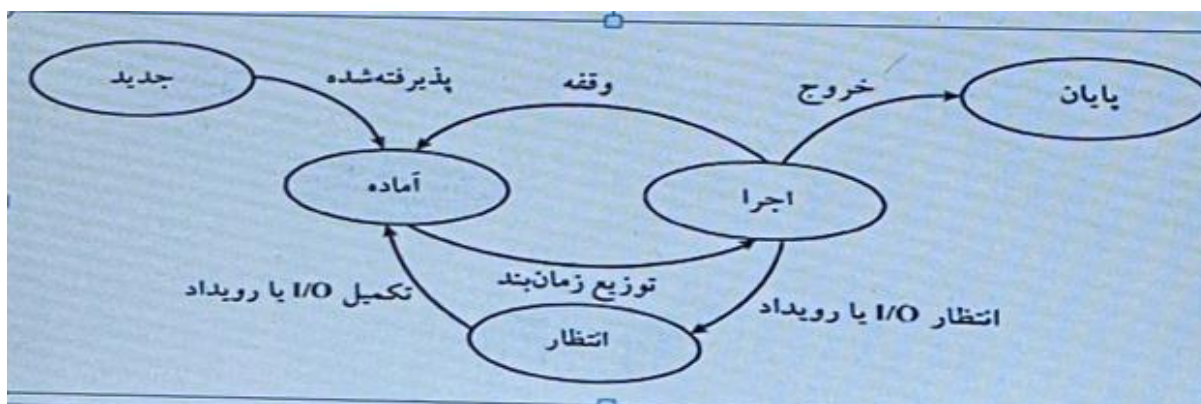 جدید
پذیرفته‌شده
وقفه
خروج
پایان
آماده
اجرا
توزیع زمان‌بند
تکمیل I/O یا رویداد
انتظار I/O یا رویداد
انتظار